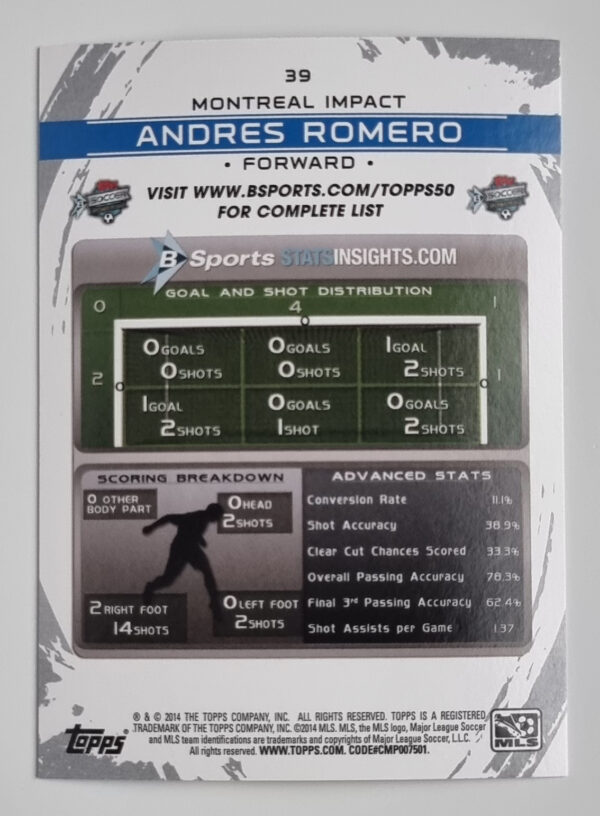 39
MONTREAL IMPACT
ANDRES ROMERO
• FORWARD •
VISIT WWW.BSPORTS.COM/TOPPS50
FOR COMPLETE LIST
B Sports STATSINSIGHTS.COM
GOAL AND SHOT DISTRIBUTION
0 4 1
0
0 GOALS 0 GOALS 1 GOAL
0 SHOTS 0 SHOTS 2 SHOTS
2 0 0 1
1 GOAL 0 GOALS 0 GOALS
2 SHOTS 1 SHOT 2 SHOTS
SCORING BREAKDOWN
0 OTHER
BODY PART
0 HEAD
2 SHOTS
2 RIGHT FOOT
14 SHOTS
0 LEFT FOOT
2 SHOTS
ADVANCED STATS
Conversion Rate 11.1%
Shot Accuracy 38.9%
Clear Cut Chances Scored 33.3%
Overall Passing Accuracy 78.3%
Final 3rd Passing Accuracy 62.4%
Shot Assists per Game 1.37
® & © 2014 THE TOPPS COMPANY, INC. ALL RIGHTS RESERVED. TOPPS IS A REGISTERED
TRADEMARK OF THE TOPPS COMPANY, INC. ©2014 MLS. MLS, the MLS logo, Major League Soccer
and MLS team identifications are trademarks and copyrights of Major League Soccer, L.L.C.
All rights reserved. WWW.TOPPS.COM. CODE#CMP007501.
topps
MLS